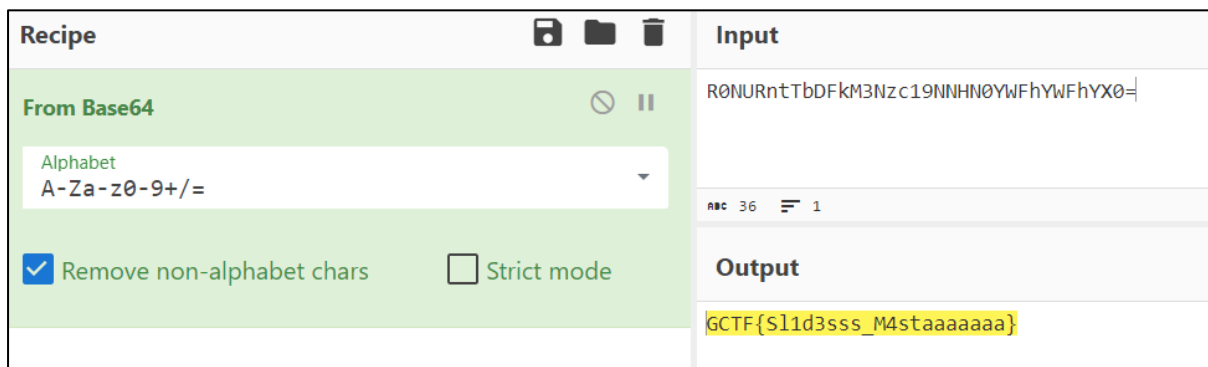 Recipe
From Base64
Alphabet
A-Za-z0-9+/=
Remove non-alphabet chars
Strict mode
Input
R0NURntTbDFkM3Nzc19NNHN0YWFhYWFhYX0=
ABC 36 1
Output
GCTF{Sl1d3sss_M4staaaaaaa}